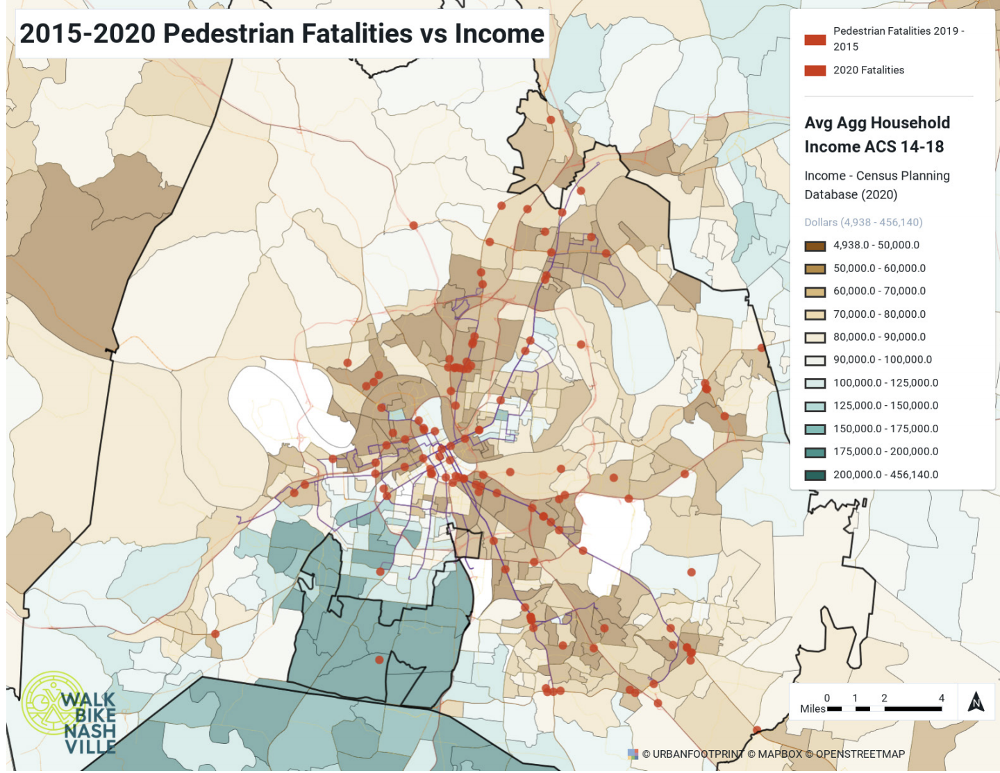 2015-2020 Pedestrian Fatalities vs Income
Pedestrian Fatalities 2019 -
2015
2020 Fatalities
Avg Agg Household
Income ACS 14-18
Income - Census Planning
Database (2020)
Dollars (4,938 - 456,140)
4,938.0 - 50,000.0
50,000.0 - 60,000.0
60,000.0 - 70,000.0
70,000.0 - 80,000.0
80,000.0 - 90,000.0
90,000.0 - 100,000.0
100,000.0 - 125,000.0
125,000.0 - 150,000.0
150,000.0 - 175,000.0
175,000.0 - 200,000.0
200,000.0 - 456,140.0
WALK
BIKE
NASH
VILLE
0 1 2 4
Miles
N
© URBANFOOTPRINT © MAPBOX © OPENSTREETMAP